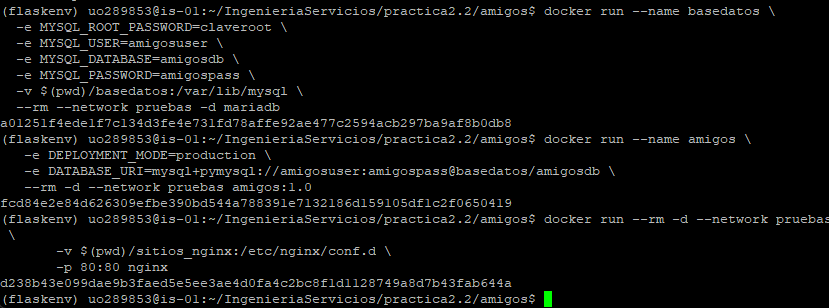 (flaskenv) uo289853@is-01:~/IngenieriaServicios/practica2.2/amigos$ docker run --name basedatos \
-e MYSQL_ROOT_PASSWORD=claveroot \
-e MYSQL_USER=amigosuser \
-e MYSQL_DATABASE=amigosdb \
-e MYSQL_PASSWORD=amigospass \
-v $(pwd)/basedatos:/var/lib/mysql \
--rm --network pruebas -d mariadb
a01251f4ede1f7c134d3fe4e731fd78affe92ae477c2594acb297ba9af8b0db8
(flaskenv) uo289853@is-01:~/IngenieriaServicios/practica2.2/amigos$ docker run --name amigos \
-e DEPLOYMENT_MODE=production \
-e DATABASE_URI=mysql+pymysql://amigosuser:amigospass@basedatos/amigosdb \
--rm -d --network pruebas amigos:1.0
fcd84e2e84d626309efbe390bd544a788391e7132186d159105df1c2f0650419
(flaskenv) uo289853@is-01:~/IngenieriaServicios/practica2.2/amigos$ docker run --rm -d --network pruebas
\
-v $(pwd)/sitios_nginx:/etc/nginx/conf.d \
-p 80:80 nginx
d238b43e099dae9b3faed5e5ee3ae4d0fa4c2bc8f1d1128749a8d7b43fab644a
(flaskenv) uo289853@is-01:~/IngenieriaServicios/practica2.2/amigos$